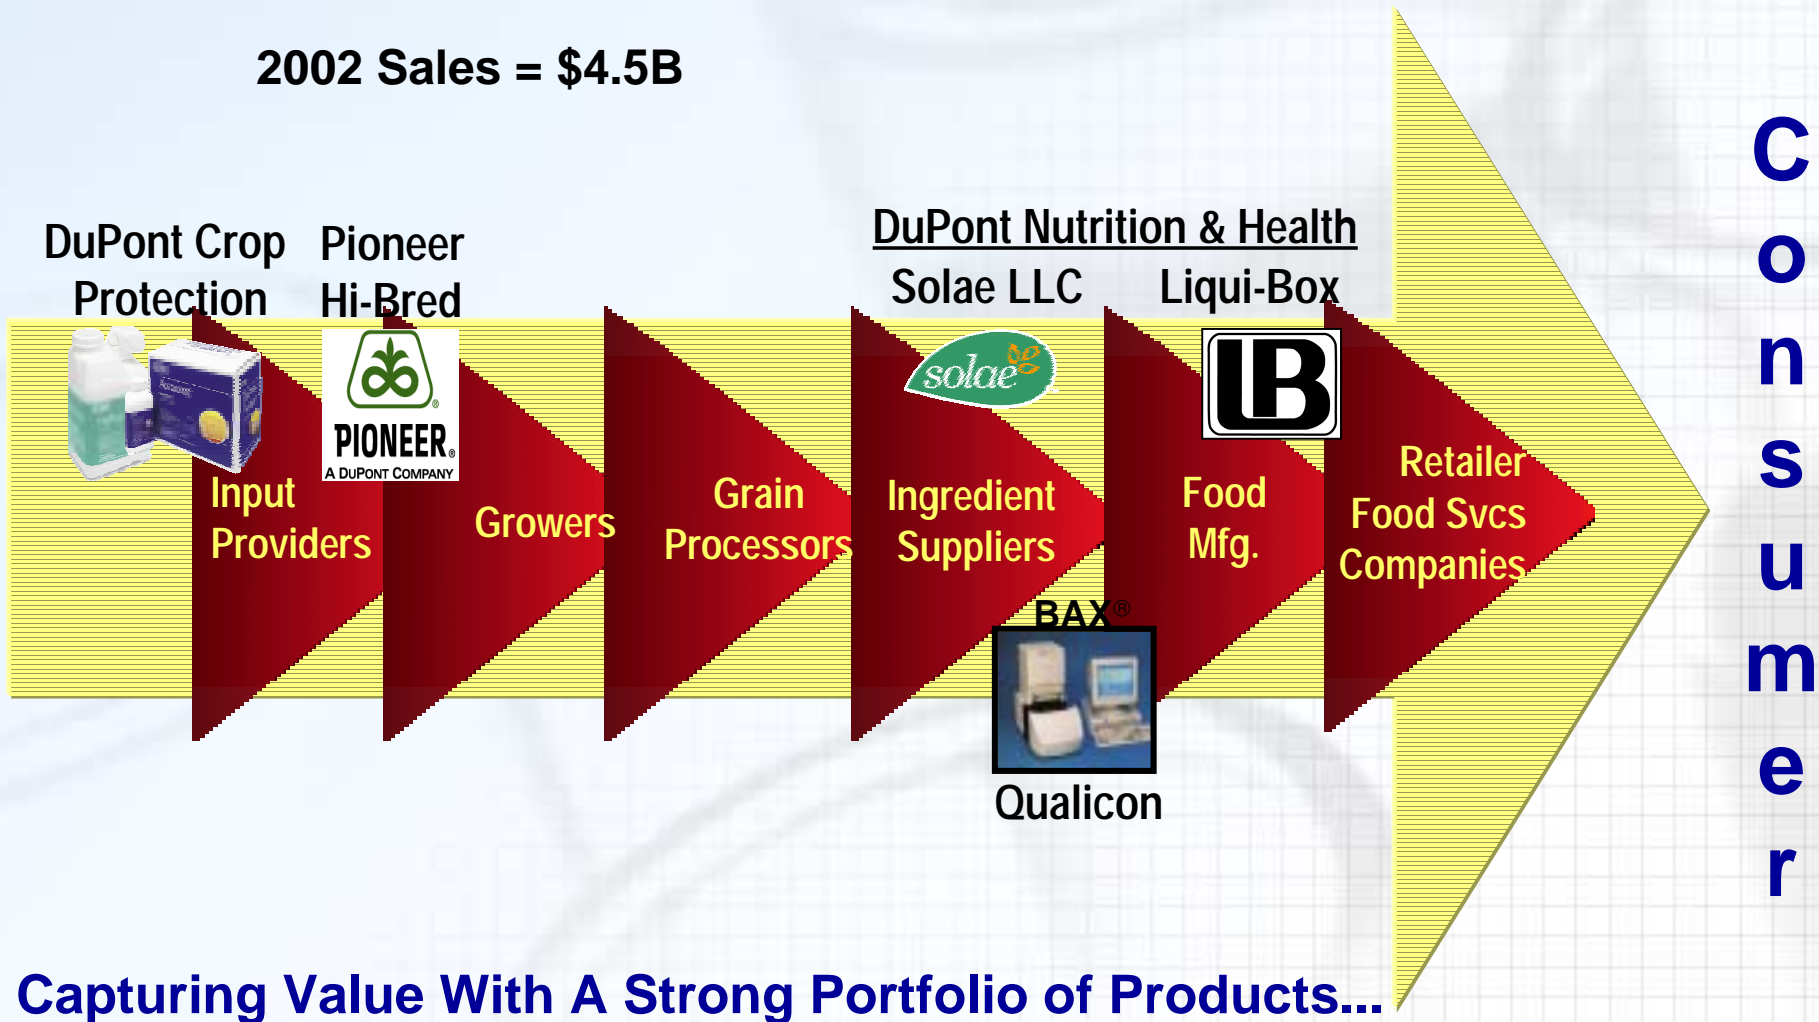 2002 Sales = $4.5B
DuPont Crop
Protection
Pioneer
Hi-Bred
DuPont Nutrition & Health
Solae LLC
Liqui-Box
solae
LB
PIONEER®
A DUPONT COMPANY
Input
Providers
Growers
Grain
Processors
Ingredient
Suppliers
Food
Mfg.
Retailer
Food Svcs
Companies
BAX®
Qualicon
Consumer
Capturing Value With A Strong Portfolio of Products...